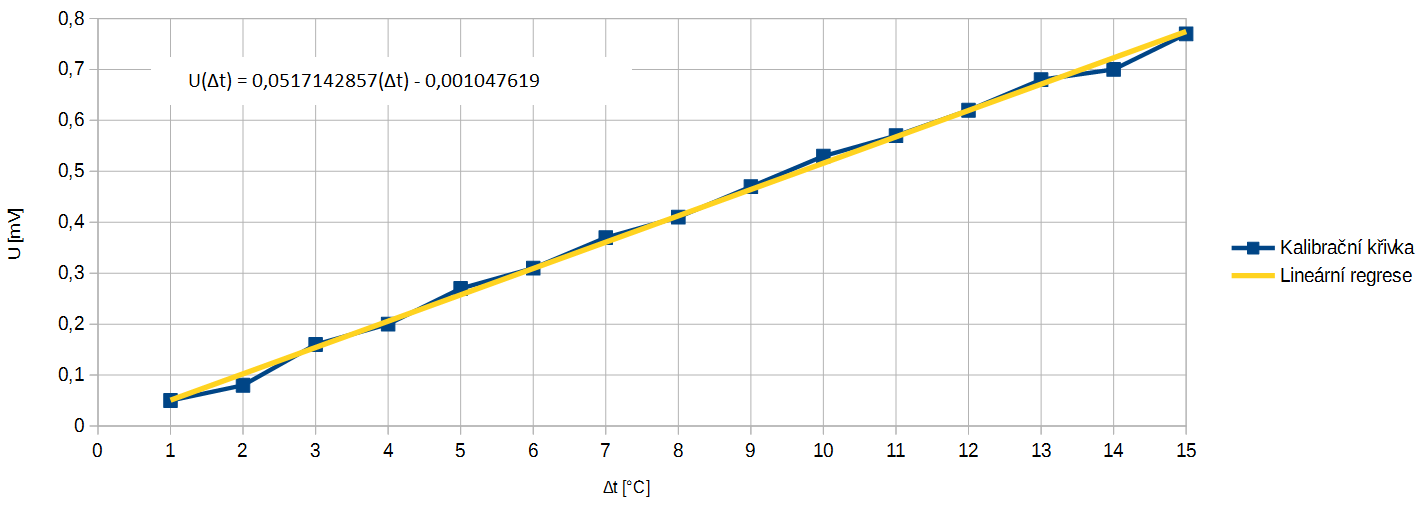 0,8
U(Δt) = 0,0517142857(Δt) - 0,001047619
0,7
0,6
0,5
0,4
0,3
0,2
0,1
0
U [mV]
0 1 2 3 4 5 6 7 8 9 10 11 12 13 14 15
Δt [°C]
Kalibrační křivka
Lineární regrese